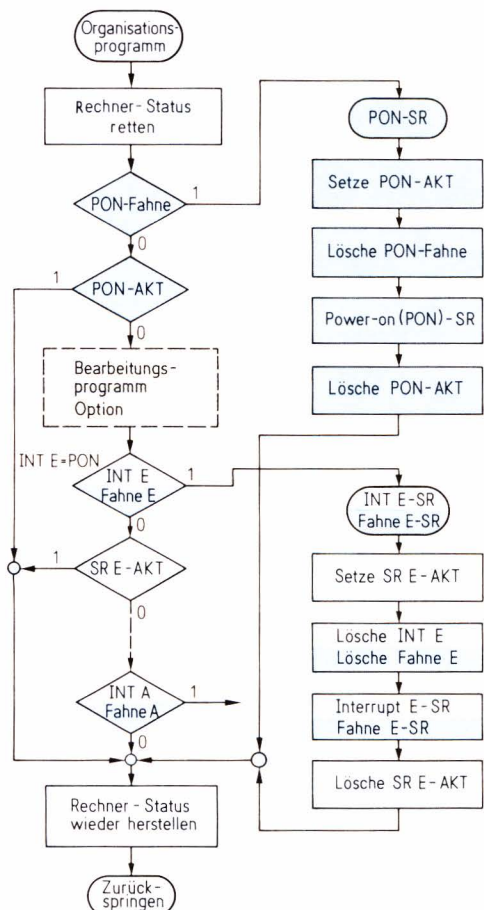 Organisations-
programm
Rechner-Status
retten
PON-Fahne
1
0
PON-AKT
1
0
Bearbeitungs-
programm
Option
INT E=PON
INT E
Fahne E
1
0
SR E-AKT
1
0
INT A
Fahne A
1
0
Rechner-Status
wieder herstellen
Zurück-
springen
PON-SR
Setze PON-AKT
Lösche PON-Fahne
Power-on(PON)-SR
Lösche PON-AKT
INT E-SR
Fahne E-SR
Setze SR E-AKT
Lösche INT E
Lösche Fahne E
Interrupt E-SR
Fahne E-SR
Lösche SR E-AKT